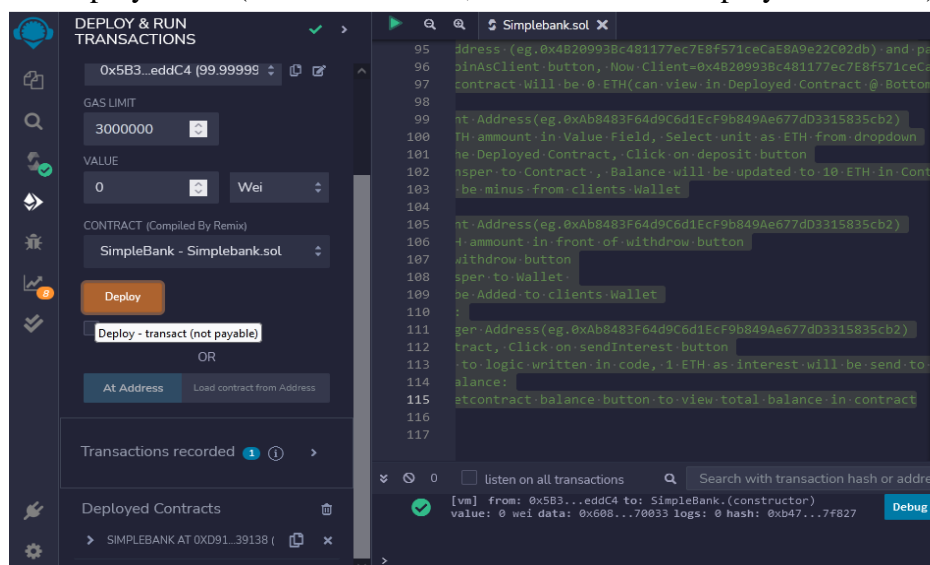 DEPLOY & RUN
TRANSACTIONS
0x5B3...eddC4 (99.99999
GAS LIMIT
3000000
VALUE
0 Wei
CONTRACT (Compiled By Remix)
SimpleBank - Simplebank.sol
Deploy
Deploy - transact (not payable)
OR
At Address Load contract from Address
Transactions recorded 1 i
Deployed Contracts
SIMPLEBANK AT 0XD91...39138 (
8
Simplebank.sol
95 ddress (eg.0x4B20993Bc481177ec7E8f571ceCaE8A9e22C02db) and pa
96 oinAsClient button, Now Client=0x4B20993Bc481177ec7E8f571ceCa
97 contract Will be 0 ETH(can view in Deployed Contract @ Bottom
98
99 nt Address(eg.0xAb8483F64d9C6d1EcF9b849Ae677dD3315835cb2)
100 TH ammount in Value Field, Select unit as ETH from dropdown
101 he Deployed Contract, Click on deposit button
102 nsper to Contract , Balance will be updated to 10 ETH in Cont
103 be minus from clients Wallet
104
105 nt Address(eg.0xAb8483F64d9C6d1EcF9b849Ae677dD3315835cb2)
106 H ammount in front of withdrow button
107 withdrow button
108 sper to Wallet
109 be Added to clients Wallet
110 :
111 ger Address(eg.0xAb8483F64d9C6d1EcF9b849Ae677dD3315835cb2)
112 tract, Click on sendInterest button
113 to logic written in code, 1 ETH as interest will be send to
114 alance:
115 etcontract balance button to view total balance in contract
116
117
0 listen on all transactions Search with transaction hash or addre
[vm] from: 0x5B3...eddC4 to: SimpleBank.(constructor)
value: 0 wei data: 0x608...70033 logs: 0 hash: 0xb47...7f827
Debug
>